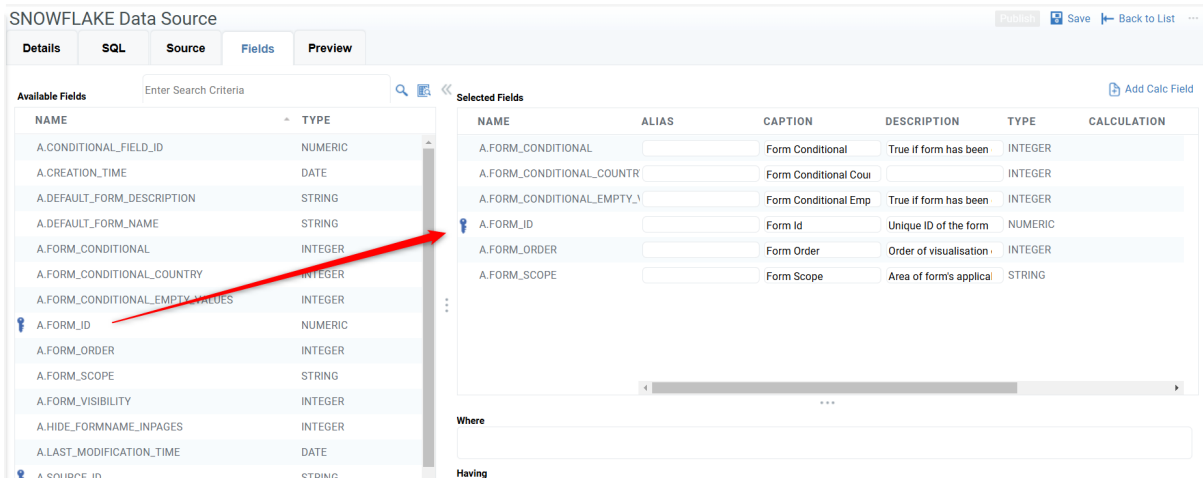 SNOWFLAKE Data Source
Publish Save Back to List
Details SQL Source Fields Preview
Available Fields Enter Search Criteria
NAME TYPE
A.CONDITIONAL_FIELD_ID NUMERIC
A.CREATION_TIME DATE
A.DEFAULT_FORM_DESCRIPTION STRING
A.DEFAULT_FORM_NAME STRING
A.FORM_CONDITIONAL INTEGER
A.FORM_CONDITIONAL_COUNTRY INTEGER
A.FORM_CONDITIONAL_EMPTY_VALUES INTEGER
A.FORM_ID NUMERIC
A.FORM_ORDER INTEGER
A.FORM_SCOPE STRING
A.FORM_VISIBILITY INTEGER
A.HIDE_FORMNAME_INPAGES INTEGER
A.LAST_MODIFICATION_TIME DATE
A.SOURCE_ID STRING
Selected Fields Add Calc Field
NAME ALIAS CAPTION DESCRIPTION TYPE CALCULATION
A.FORM_CONDITIONAL Form Conditional True if form has been INTEGER
A.FORM_CONDITIONAL_COUNTR Form Conditional Cou INTEGER
A.FORM_CONDITIONAL_EMPTY_ Form Conditional Emp True if form has been INTEGER
A.FORM_ID Form Id Unique ID of the form NUMERIC
A.FORM_ORDER Form Order Order of visualisation INTEGER
A.FORM_SCOPE Form Scope Area of form's applica STRING
Where
Having